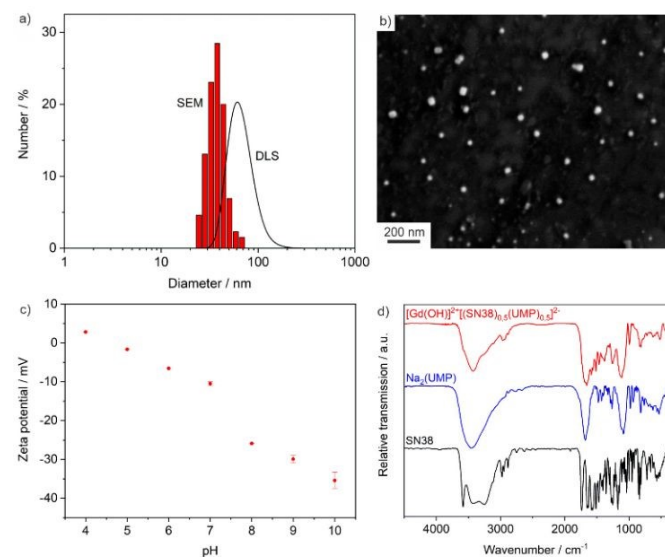 a)
30
20
10
0
Number / %
SEM
DLS
1
10
100
1000
Diameter / nm
b)
200 nm
c)
10
0
-10
-20
-30
-40
Zeta potential / mV
4
5
6
7
8
9
10
pH
d)
[Gd(OH)]²⁺[(SN38)₀.₅(UMP)₀.₅]²⁻
Na₂(UMP)
SN38
Relative transmission / a.u.
4000
3000
2000
1000
Wavenumber / cm⁻¹